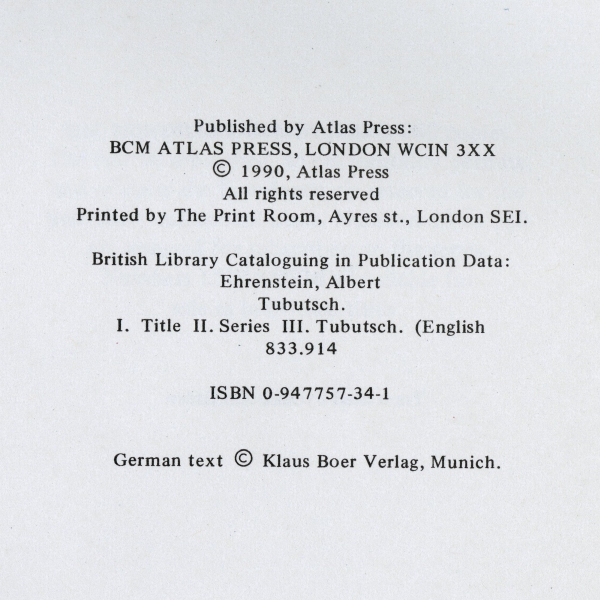 Published by Atlas Press:
BCM ATLAS PRESS, LONDON WCIN 3XX
© 1990, Atlas Press
All rights reserved
Printed by The Print Room, Ayres st., London SEI.
British Library Cataloguing in Publication Data:
Ehrenstein, Albert
Tubutsch.
I. Title II. Series III. Tubutsch. (English
833.914
ISBN 0-947757-34-1
German text © Klaus Boer Verlag, Munich.